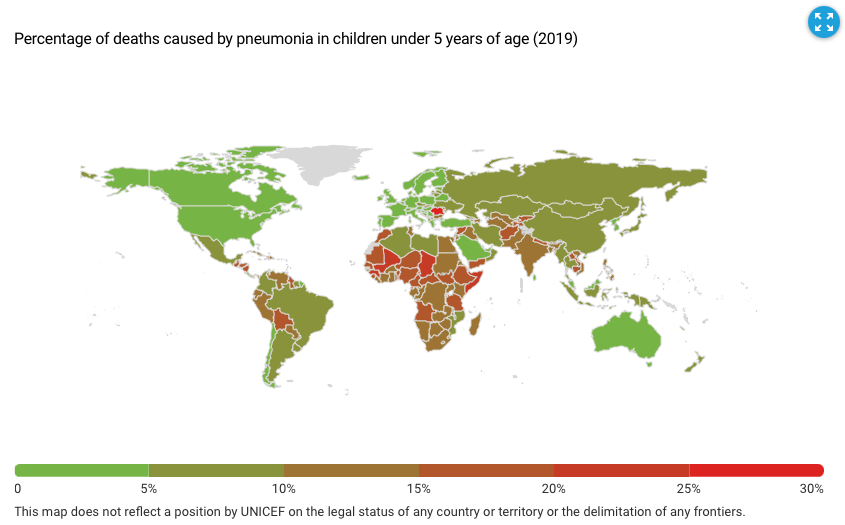 Percentage of deaths caused by pneumonia in children under 5 years of age (2019)
0 5% 10% 15% 20% 25% 30%
This map does not reflect a position by UNICEF on the legal status of any country or territory or the delimitation of any frontiers.